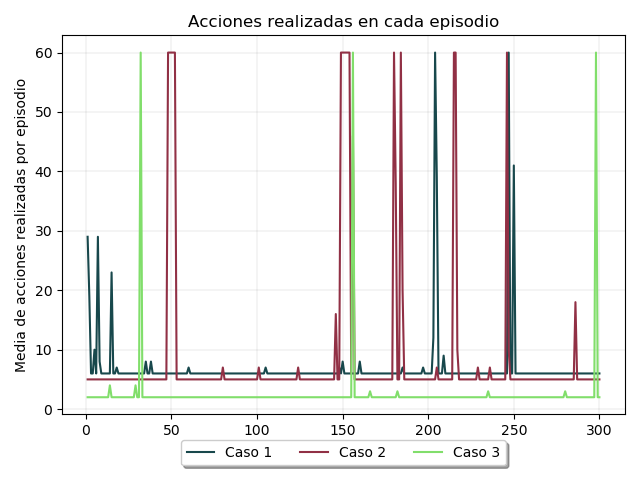 Acciones realizadas en cada episodio
Media de acciones realizadas por episodio
60
50
40
30
20
10
0
0 50 100 150 200 250 300
Caso 1 Caso 2 Caso 3